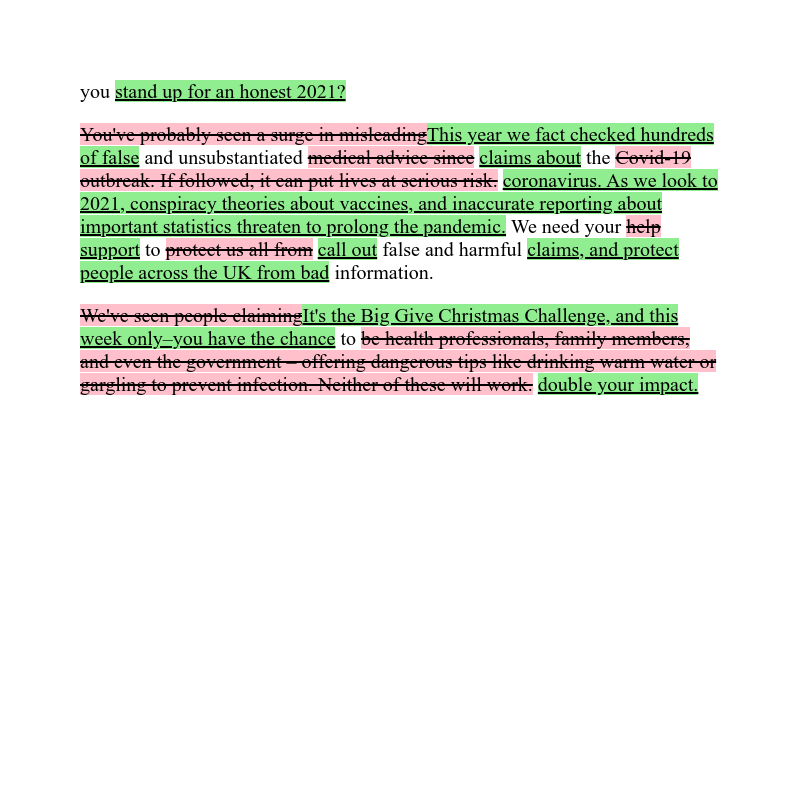 you stand up for an honest 2021?
You've probably seen a surge in misleadingThis year we fact checked hundreds
of false and unsubstantiated medical advice since claims about the Covid-19
outbreak. If followed, it can put lives at serious risk. coronavirus. As we look to
2021, conspiracy theories about vaccines, and inaccurate reporting about
important statistics threaten to prolong the pandemic. We need your help
support to protect us all from call out false and harmful claims, and protect
people across the UK from bad information.
We've seen people claimingIt's the Big Give Christmas Challenge, and this
week only–you have the chance to be health professionals, family members,
and even the government – offering dangerous tips like drinking warm water or
gargling to prevent infection. Neither of these will work. double your impact.